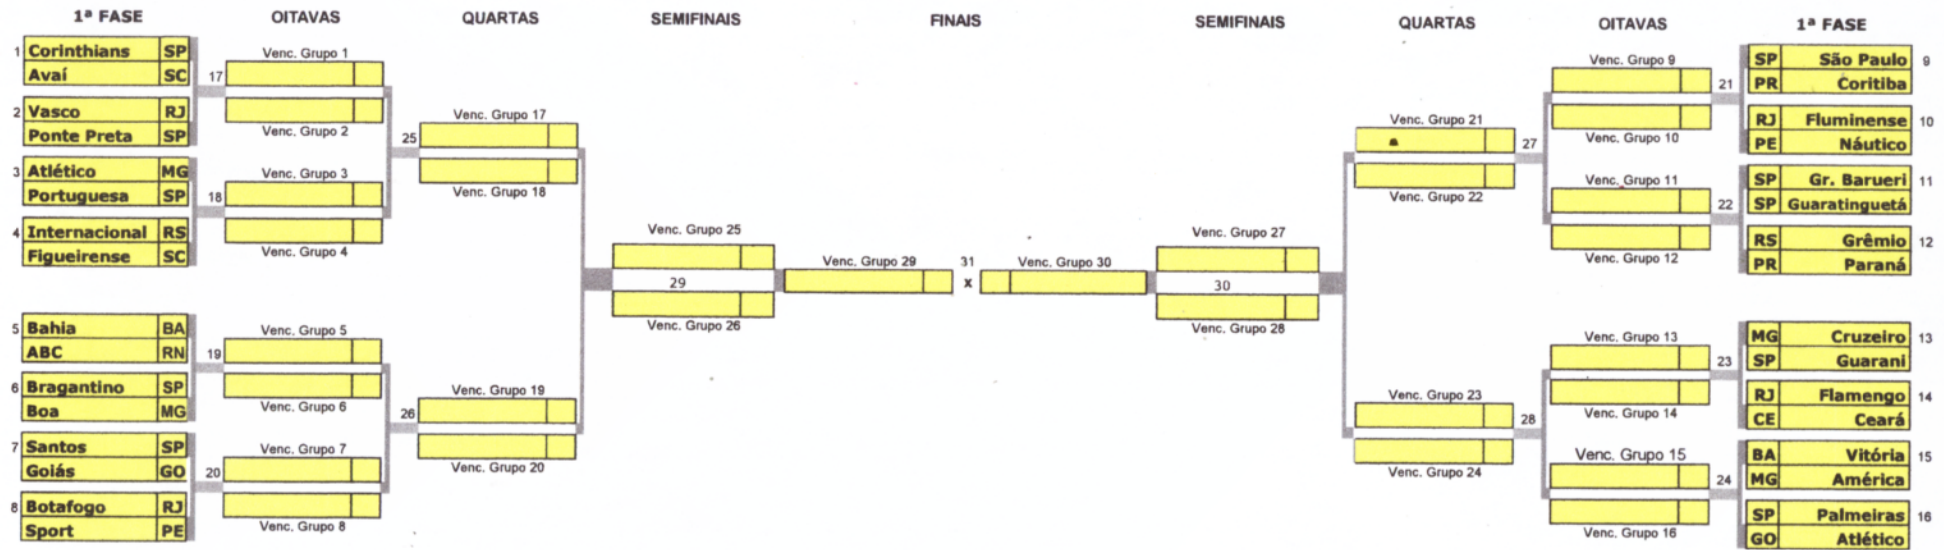 1ª FASE OITAVAS QUARTAS SEMIFINAIS FINAIS SEMIFINAIS QUARTAS OITAVAS 1ª FASE
1 Corinthians SP
Avaí SC
2 Vasco RJ
Ponte Preta SP
3 Atlético MG
Portuguesa SP
4 Internacional RS
Figueirense SC
5 Bahia BA
ABC RN
6 Bragantino SP
Boa MG
7 Santos SP
Goiás GO
8 Botafogo RJ
Sport PE
Venc. Grupo 1
17
Venc. Grupo 2
Venc. Grupo 3
18
Venc. Grupo 4
Venc. Grupo 5
19
Venc. Grupo 6
Venc. Grupo 7
20
Venc. Grupo 8
Venc. Grupo 17
25
Venc. Grupo 18
Venc. Grupo 19
26
Venc. Grupo 20
Venc. Grupo 25
29
Venc. Grupo 26
Venc. Grupo 29 31 Venc. Grupo 30
x
Venc. Grupo 27
30
Venc. Grupo 28
Venc. Grupo 21
27
Venc. Grupo 22
Venc. Grupo 23
28
Venc. Grupo 24
Venc. Grupo 9
21
Venc. Grupo 10
Venc. Grupo 11
22
Venc. Grupo 12
Venc. Grupo 13
23
Venc. Grupo 14
Venc. Grupo 15
24
Venc. Grupo 16
SP São Paulo 9
PR Coritiba
RJ Fluminense 10
PE Náutico
SP Gr. Barueri 11
SP Guaratinguetá
RS Grêmio 12
PR Paraná
MG Cruzeiro 13
SP Guarani
RJ Flamengo 14
CE Ceará
BA Vitória 15
MG América
SP Palmeiras 16
GO Atlético